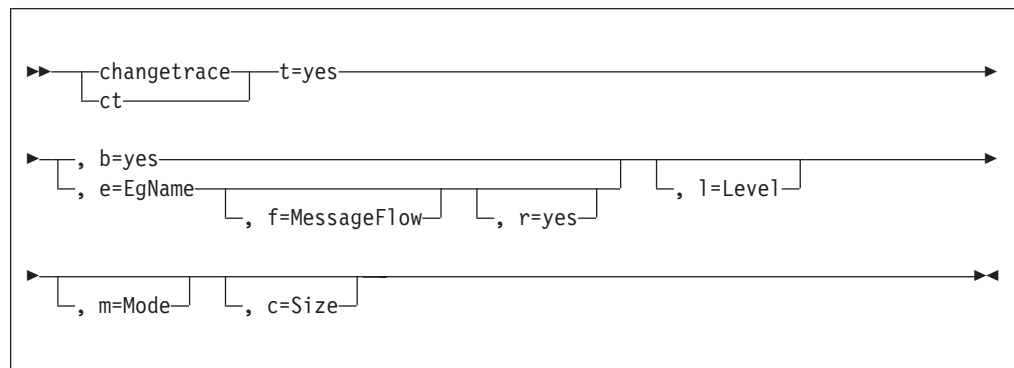 changetrace t=yes
ct
, b=yes
, e=EgName , l=Level
, f=MessageFlow , r=yes
, m=Mode , c=Size